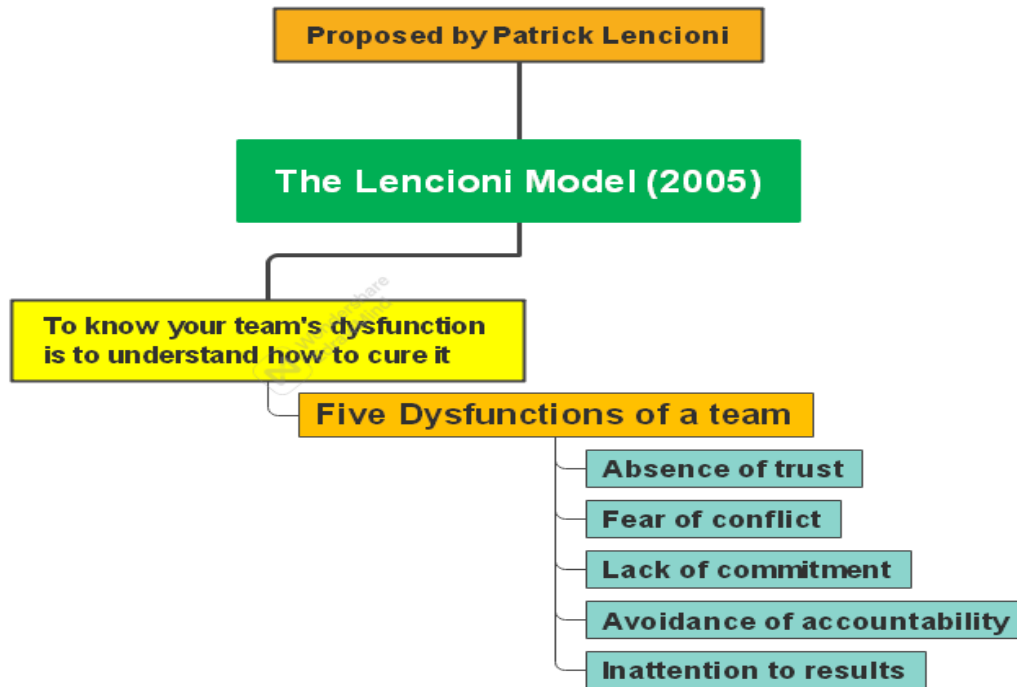 Proposed by Patrick Lencioni
The Lencioni Model (2005)
To know your team's dysfunction
is to understand how to cure it
Wondershare
EdrawMind
Five Dysfunctions of a team
Absence of trust
Fear of conflict
Lack of commitment
Avoidance of accountability
Inattention to results